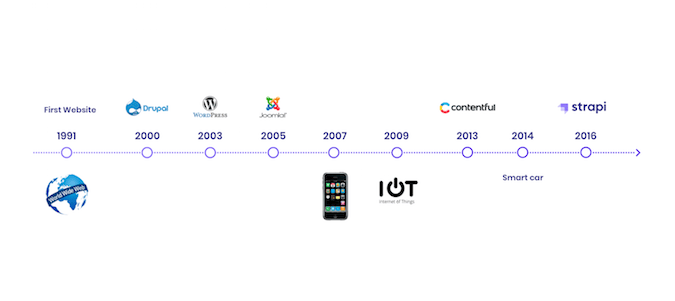 First Website
Drupal
WORDPRESS
Joomla!
contentful
strapi
1991
2000
2003
2005
2007
2009
2013
2014
2016
World Wide Web
IOT
Internet of Things
Smart car